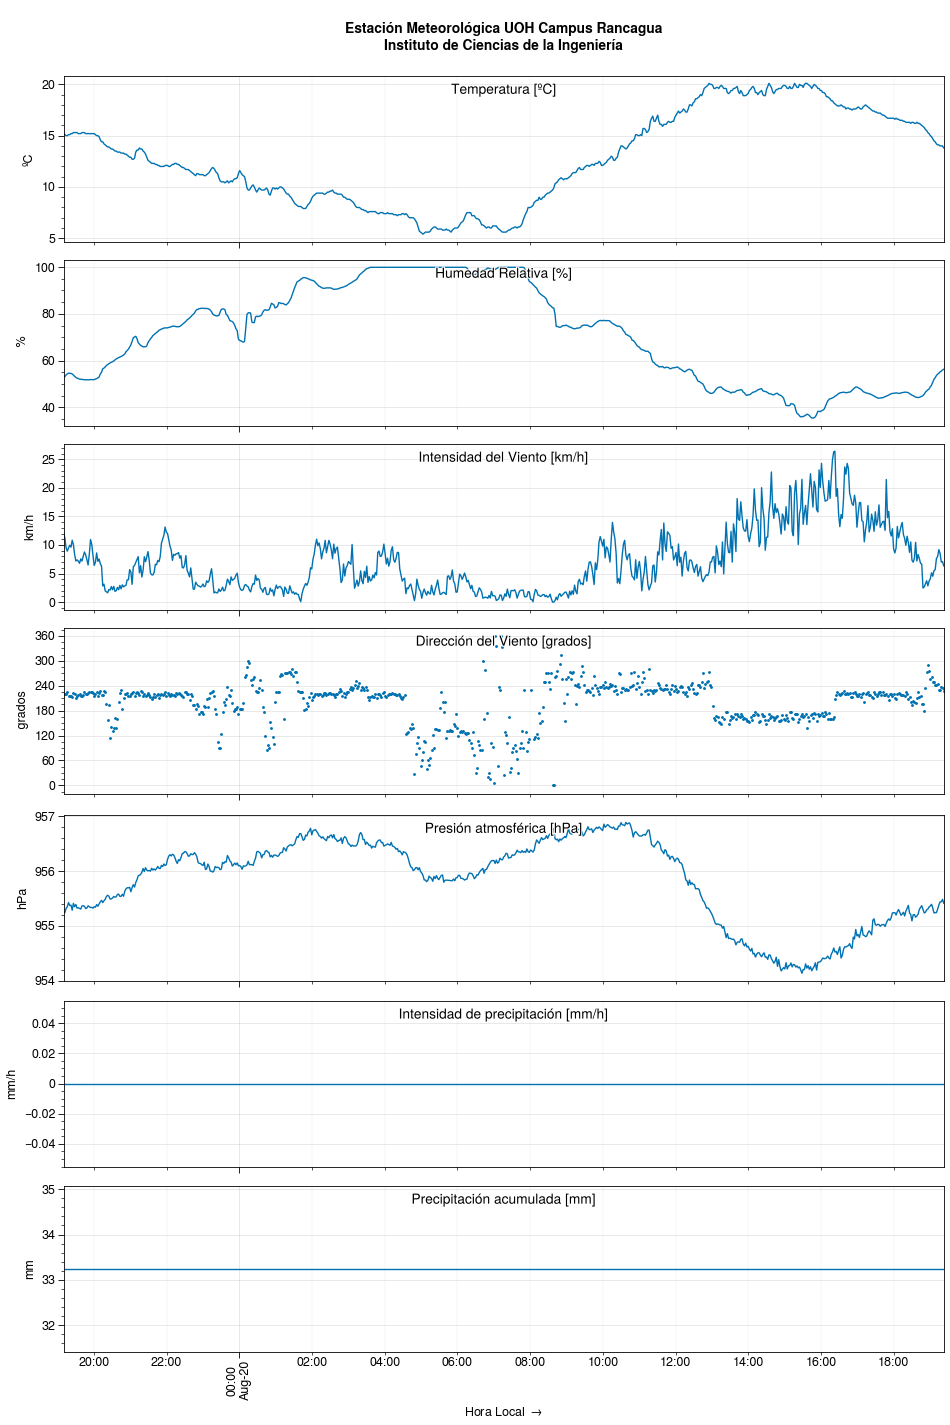 Estación Meteorológica UOH Campus Rancagua
Instituto de Ciencias de la Ingeniería
Temperatura [ºC]
ºC
20
15
10
5
Humedad Relativa [%]
%
100
80
60
40
Intensidad del Viento [km/h]
km/h
25
20
15
10
5
0
Dirección del Viento [grados]
grados
360
300
240
180
120
60
0
Presión atmosférica [hPa]
hPa
957
956
955
954
Intensidad de precipitación [mm/h]
mm/h
0.04
0.02
0
−0.02
−0.04
Precipitación acumulada [mm]
mm
35
34
33
32
20:00
22:00
00:00
Aug-20
02:00
04:00
06:00
08:00
10:00
12:00
14:00
16:00
18:00
Hora Local →